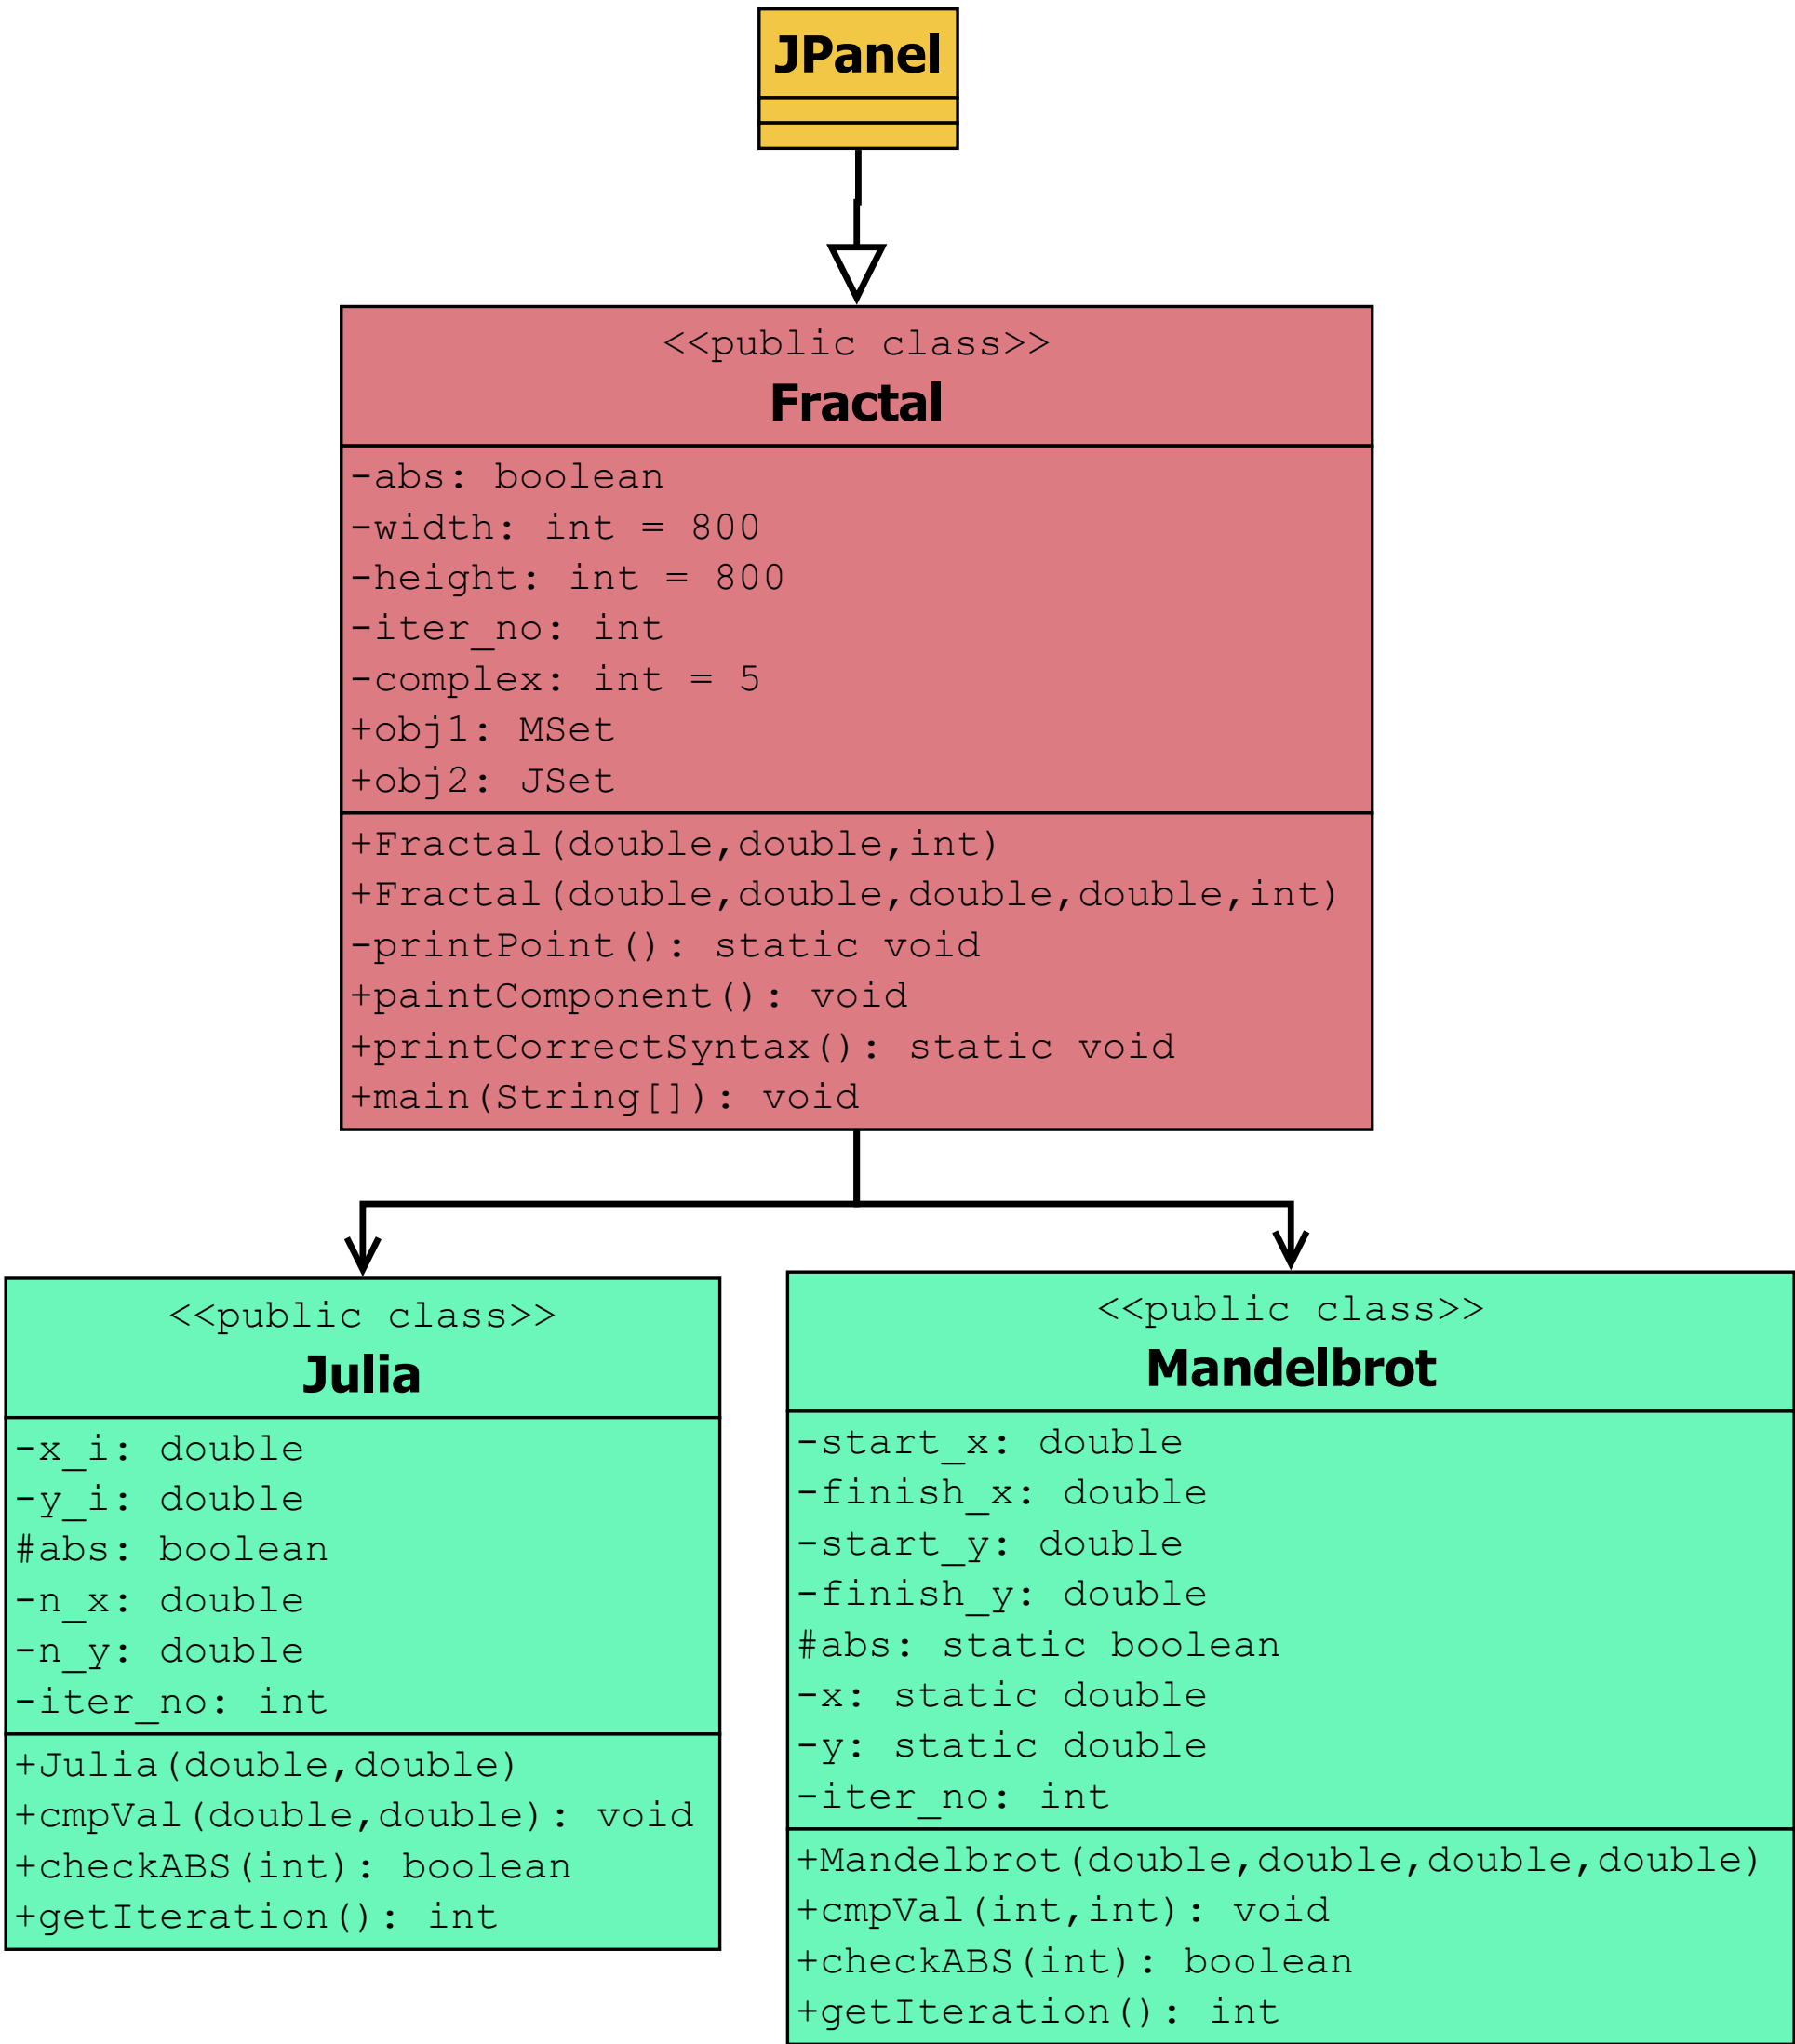 JPanel
<<public class>>
Fractal
-abs: boolean
-width: int = 800
-height: int = 800
-iter_no: int
-complex: int = 5
+obj1: MSet
+obj2: JSet
+Fractal(double,double,int)
+Fractal(double,double,double,double,int)
-printPoint(): static void
+paintComponent(): void
+printCorrectSyntax(): static void
+main(String[]): void
<<public class>>
Julia
-x_i: double
-y_i: double
#abs: boolean
-n_x: double
-n_y: double
-iter_no: int
+Julia(double,double)
+cmpVal(double,double): void
+checkABS(int): boolean
+getIteration(): int
<<public class>>
Mandelbrot
-start_x: double
-finish_x: double
-start_y: double
-finish_y: double
#abs: static boolean
-x: static double
-y: static double
-iter_no: int
+Mandelbrot(double,double,double,double)
+cmpVal(int,int): void
+checkABS(int): boolean
+getIteration(): int